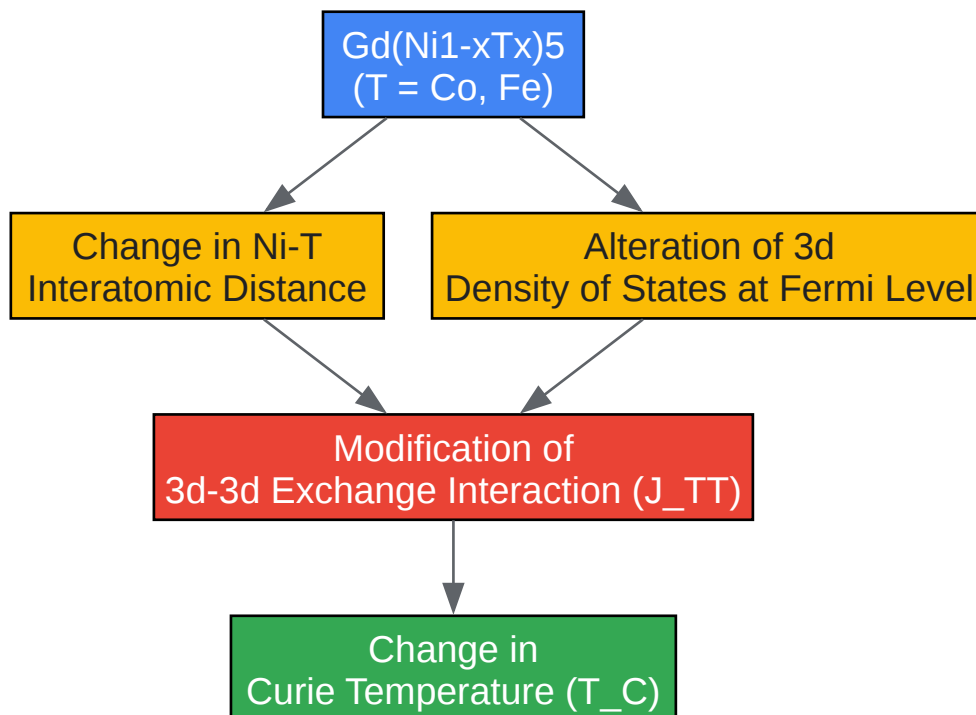 Gd(Ni1-xTx)5
(T = Co, Fe)
Change in Ni-T
Interatomic Distance
Alteration of 3d
Density of States at Fermi Level
Modification of
3d-3d Exchange Interaction (J_TT)
Change in
Curie Temperature (T_C)